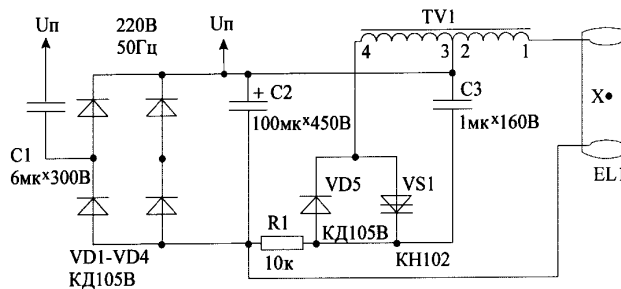 Uп
220В
50Гц
Uп
TV1
4
3
2
1
+ C2
100мк×450В
C3
1мк×160В
X
EL1
C1
6мк×300В
VD5
VS1
R1
10к
КД105В
КН102
VD1-VD4
КД105В